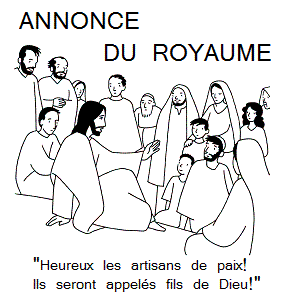 ANNONCE
DU ROYAUME
"Heureux les artisans de paix!
Ils seront appelés fils de Dieu!"